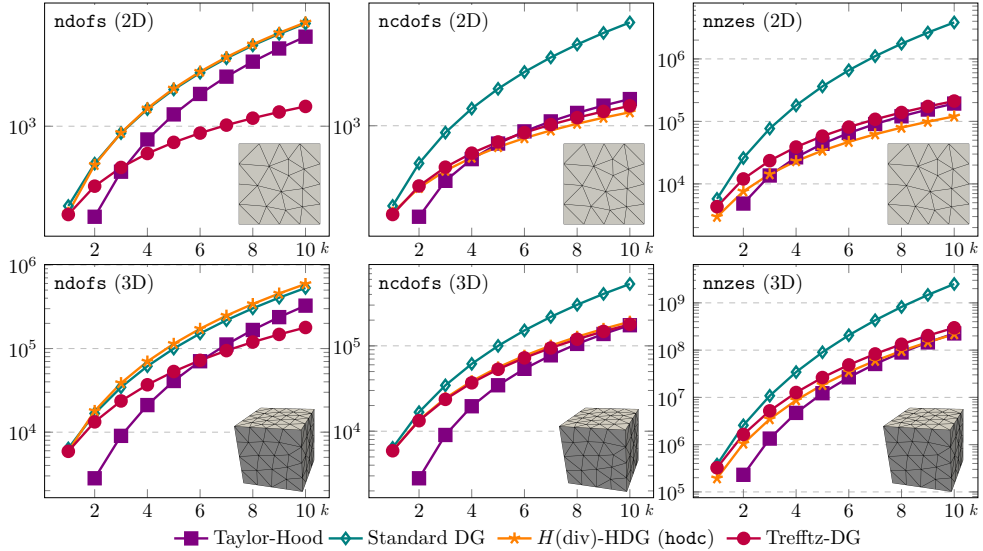 ndofs (2D)
10^3
2 4 6 8 10 k
ncdofs (2D)
10^3
2 4 6 8 10 k
nnzes (2D)
10^6
10^5
10^4
2 4 6 8 10 k
ndofs (3D)
10^6
10^5
10^4
2 4 6 8 10 k
ncdofs (3D)
10^5
10^4
2 4 6 8 10 k
nnzes (3D)
10^9
10^8
10^7
10^6
10^5
2 4 6 8 10 k
Taylor-Hood Standard DG H(div)-HDG (hodc) Trefftz-DG